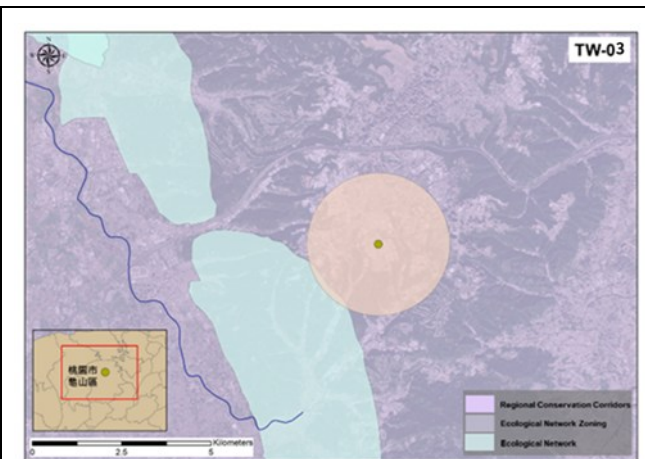 TW-03
N
桃園市
龜山區
Regional Conservation Corridors
Ecological Network Zoning
Ecological Network
Kilometers
0 2.5 5